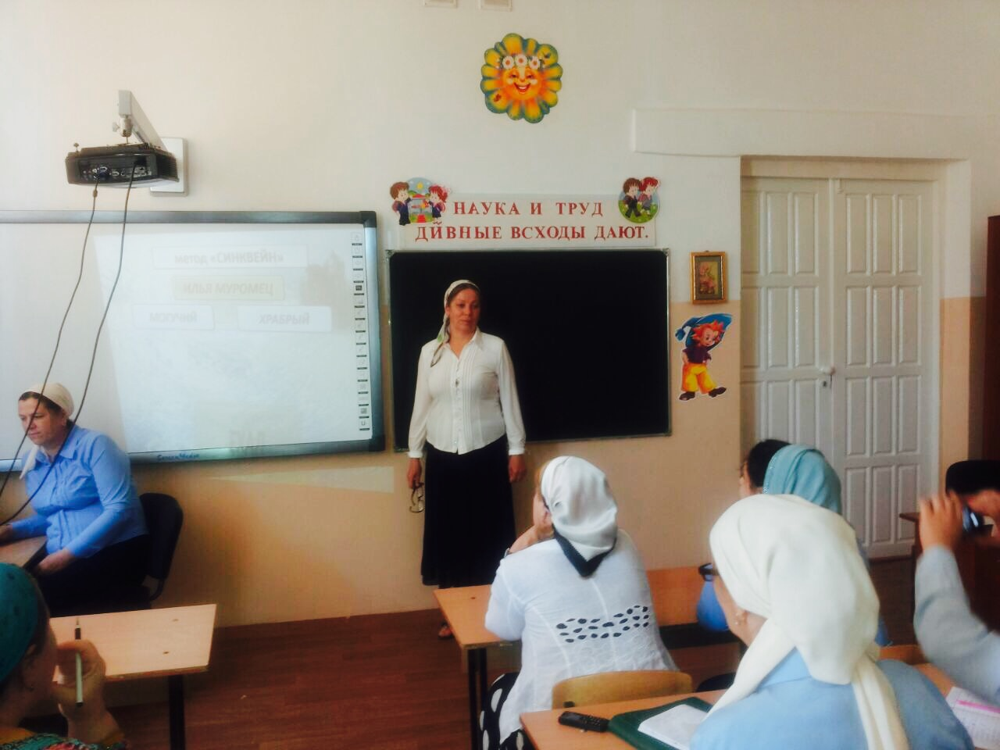 НАУКА И ТРУД
ДИВНЫЕ ВСХОДЫ ДАЮТ.
метод «СИНКВЕЙН»
ИЛЬЯ МУРОМЕЦ
МОГУЧИЙ
ХРАБРЫЙ